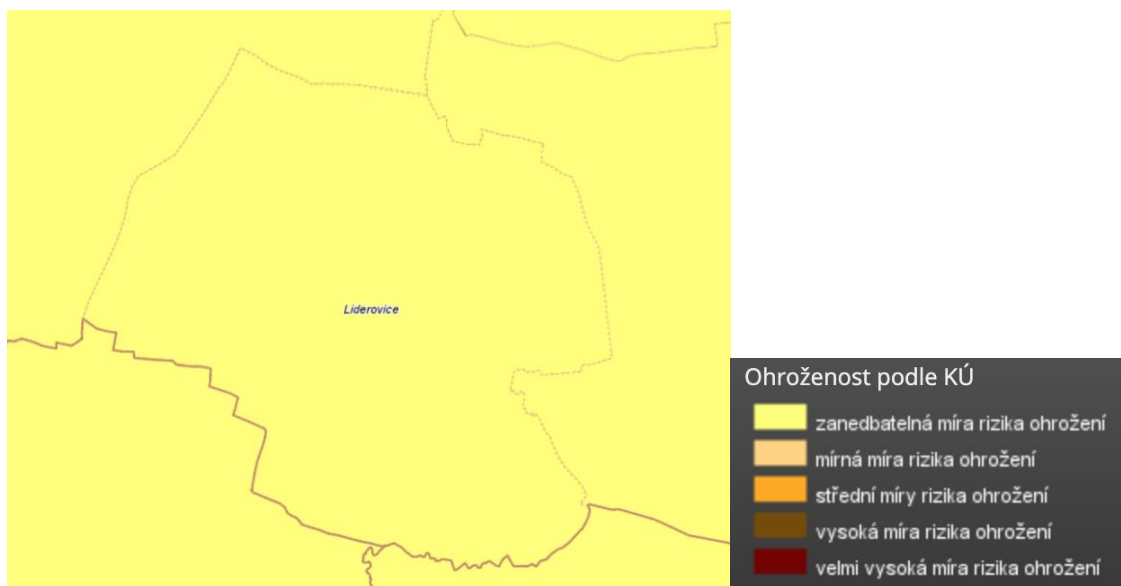 Liderovice
Ohroženost podle KÚ
zanedbatelná míra rizika ohrožení
mírná míra rizika ohrožení
střední míry rizika ohrožení
vysoká míra rizika ohrožení
velmi vysoká míra rizika ohrožení